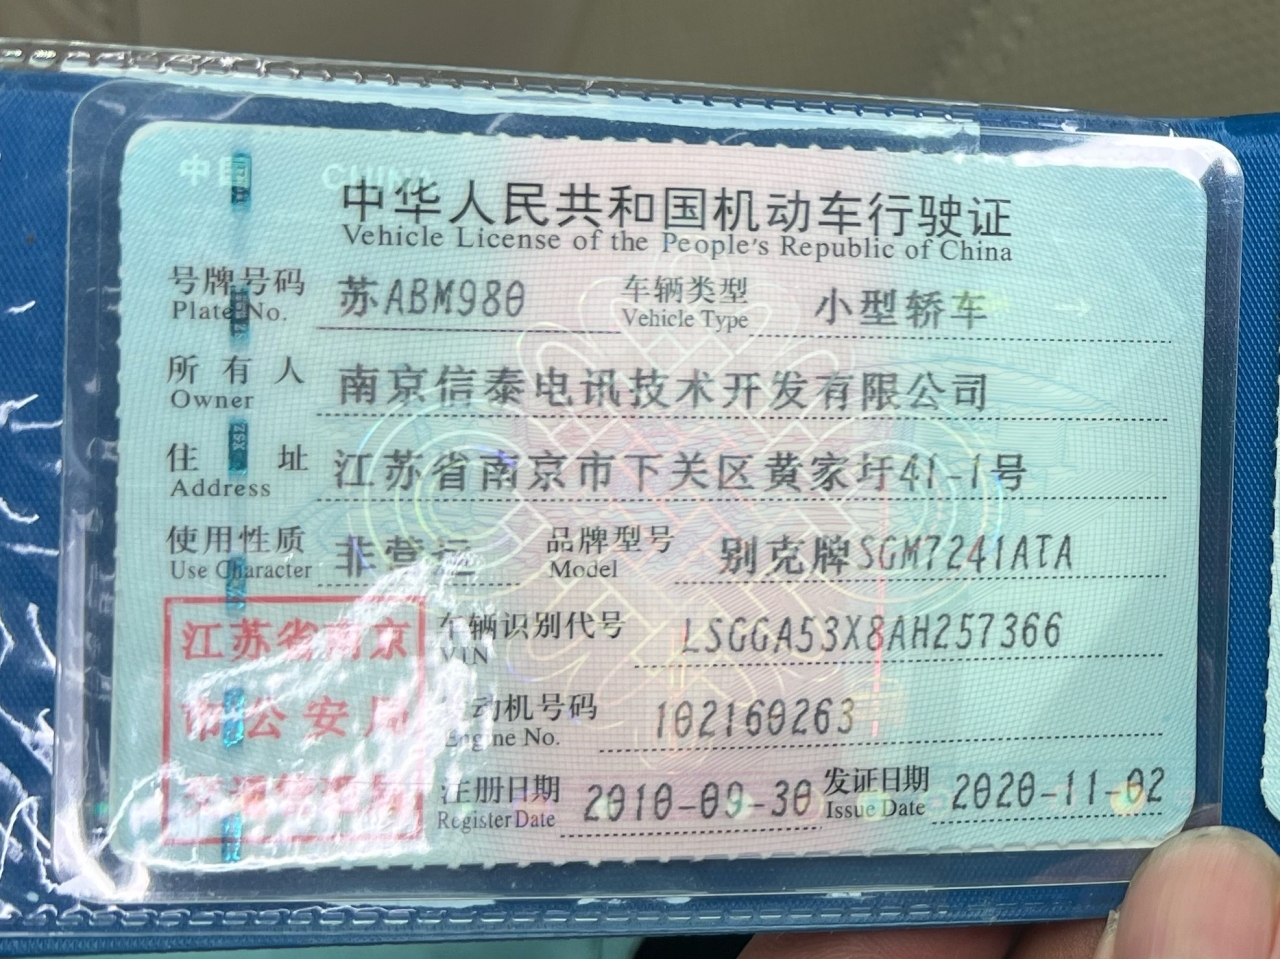 中国 CHINA
中华人民共和国机动车行驶证
Vehicle License of the People's Republic of China
号牌号码 苏ABM980 车辆类型 小型轿车
Plate No. Vehicle Type
所有人 南京信泰电讯技术开发有限公司
Owner
住址 江苏省南京市下关区黄家圩41-1号
Address
使用性质 非营运 品牌型号 别克牌SGM7241ATA
Use Character Model
江苏省南京
市公安局
车辆识别代号 LSGGA53X8AH257366
VIN
动机号码 102160263
Engine No.
注册日期 2010-09-30 发证日期 2020-11-02
Register Date Issue Date